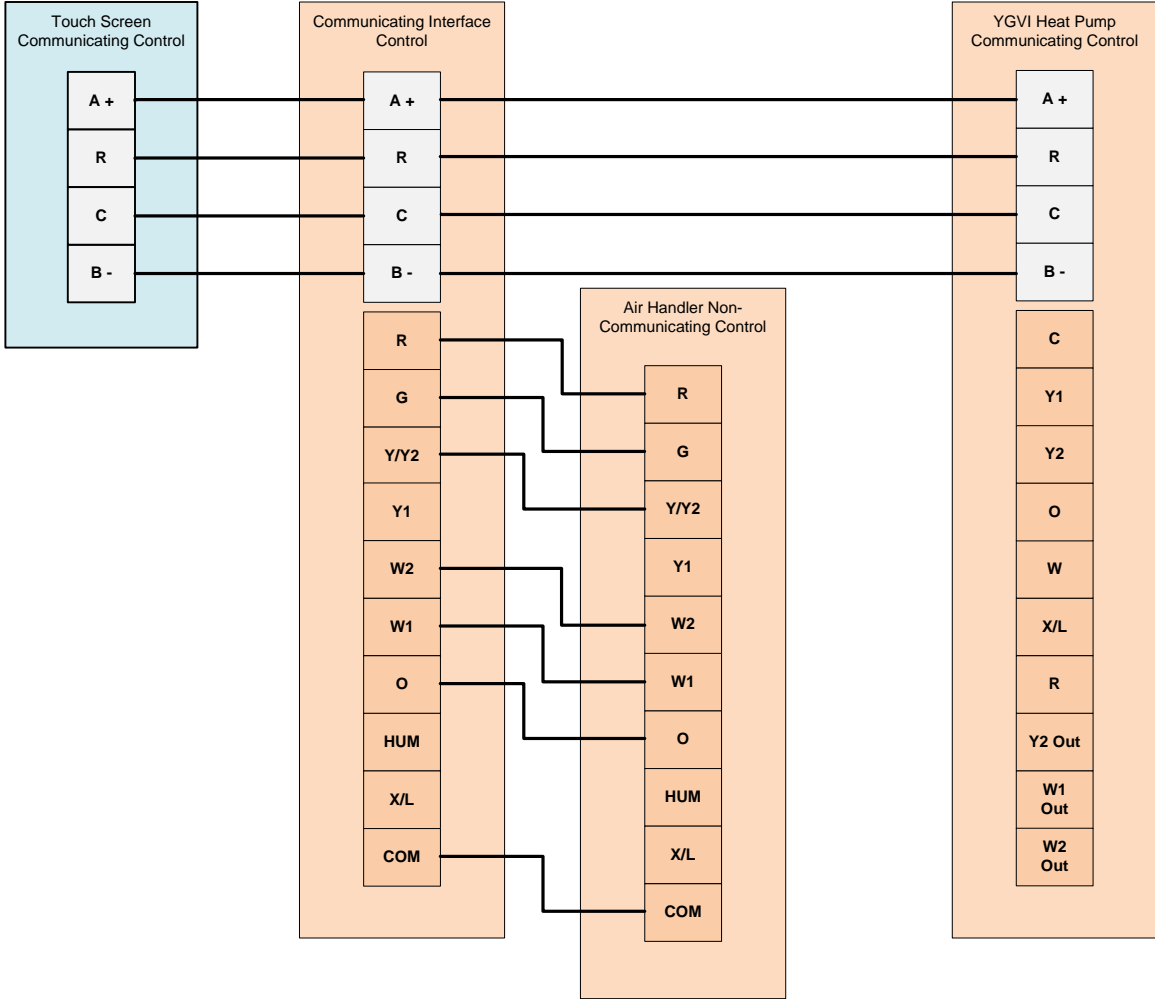 Touch Screen
Communicating Control
A +
R
C
B -
Communicating Interface
Control
A +
R
C
B -
R
G
Y/Y2
Y1
W2
W1
O
HUM
X/L
COM
Air Handler Non-
Communicating Control
R
G
Y/Y2
Y1
W2
W1
O
HUM
X/L
COM
YGVI Heat Pump
Communicating Control
A +
R
C
B -
C
Y1
Y2
O
W
X/L
R
Y2 Out
W1
Out
W2
Out